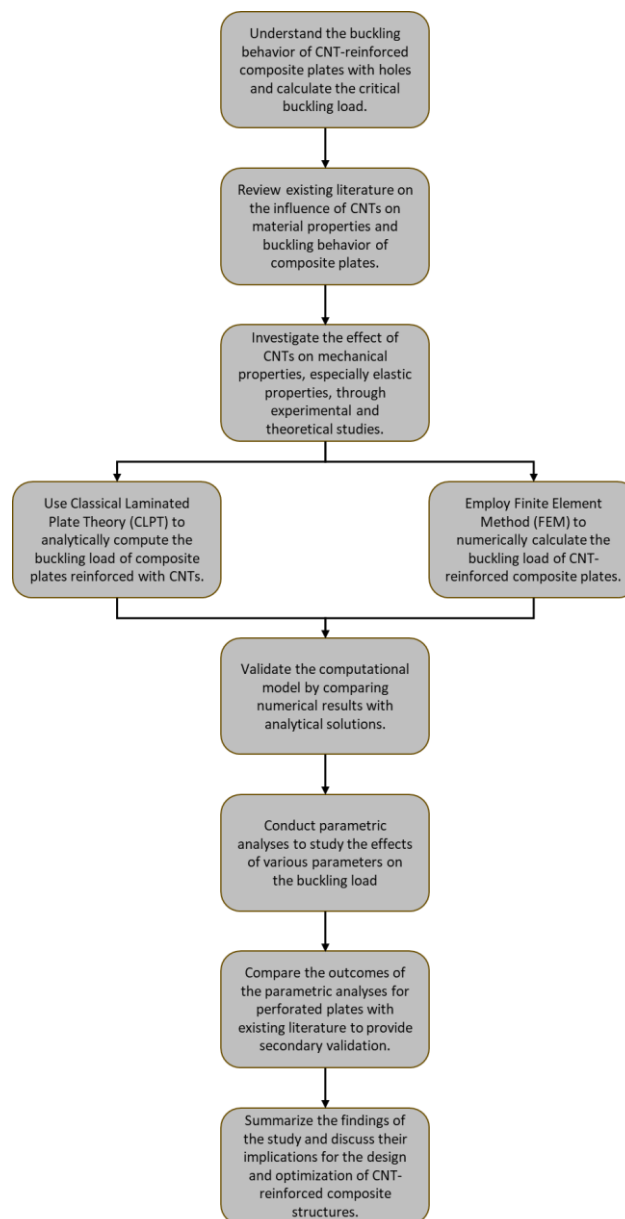 Understand the buckling
behavior of CNT-reinforced
composite plates with holes
and calculate the critical
buckling load.
Review existing literature on
the influence of CNTs on
material properties and
buckling behavior of
composite plates.
Investigate the effect of
CNTs on mechanical
properties, especially elastic
properties, through
experimental and
theoretical studies.
Use Classical Laminated
Plate Theory (CLPT) to
analytically compute the
buckling load of composite
plates reinforced with CNTs.
Employ Finite Element
Method (FEM) to
numerically calculate the
buckling load of CNT-
reinforced composite plates.
Validate the computational
model by comparing
numerical results with
analytical solutions.
Conduct parametric
analyses to study the effects
of various parameters on
the buckling load
Compare the outcomes of
the parametric analyses for
perforated plates with
existing literature to provide
secondary validation.
Summarize the findings of
the study and discuss their
implications for the design
and optimization of CNT-
reinforced composite
structures.